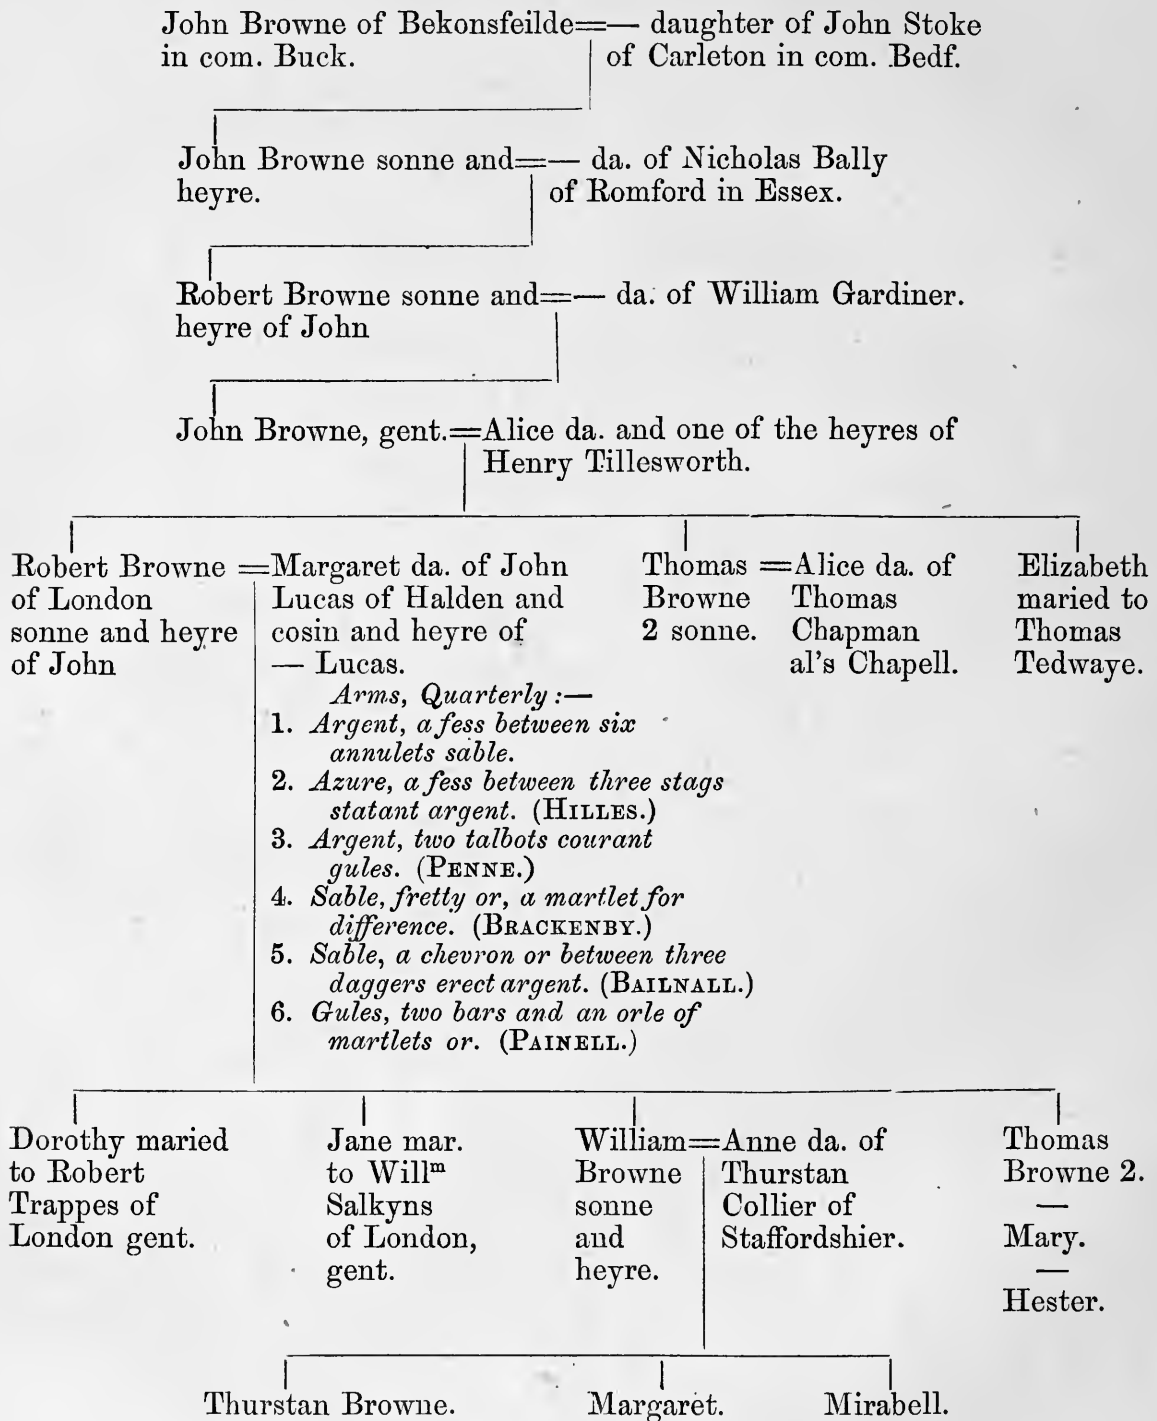 John Browne of Bekonsfeilde=— daughter of John Stoke
in com. Buck. of Carleton in com. Bedf.
John Browne sonne and=— da. of Nicholas Bally
heyre. of Romford in Essex.
Robert Browne sonne and=— da. of William Gardiner.
heyre of John
John Browne, gent.=Alice da. and one of the heyres of
Henry Tillesworth.
Robert Browne =
of London
sonne and heyre
of John
Margaret da. of John
Lucas of Halden and
cosin and heyre of
— Lucas.
Arms, Quarterly :—
1. Argent, a fess between six
annulets sable.
2. Azure, a fess between three stags
statant argent. (HILLES.)
3. Argent, two talbots courant
gules. (PENNE.)
4. Sable, fretty or, a martlet for
difference. (BRACKENBY.)
5. Sable, a chevron or between three
daggers erect argent. (BAILNALL.)
6. Gules, two bars and an orle of
martlets or. (PAINELL.)
Thomas =
Browne
2 sonne.
Alice da. of
Thomas
Chapman
al's Chapell.
Elizabeth
maried to
Thomas
Tedwaye.
Dorothy maried
to Robert
Trappes of
London gent.
Jane mar.
to Willᵐ
Salkyns
of London,
gent.
William=
Browne
sonne
and
heyre.
Anne da. of
Thurstan
Collier of
Staffordshier.
Thomas
Browne 2.
—
Mary.
—
Hester.
Thurstan Browne. Margaret. Mirabell.